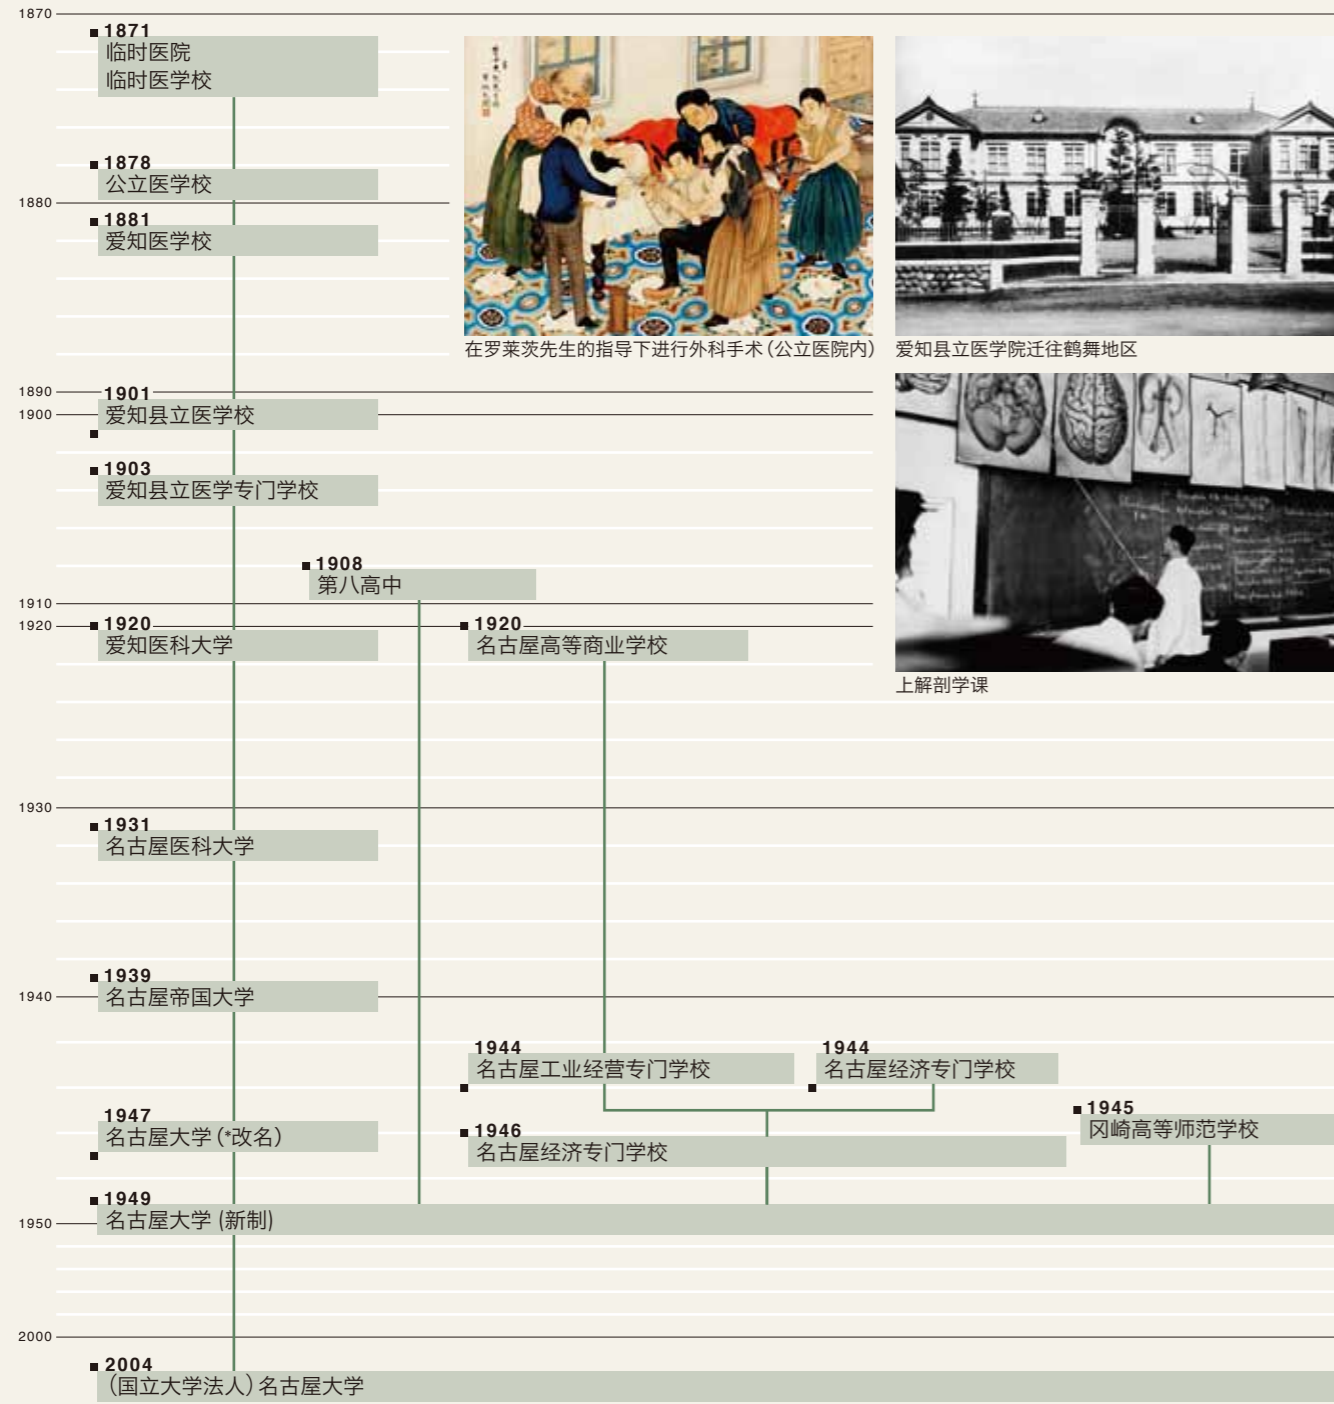 1870
1871
临时医院
临时医学校
1878
公立医学校
1880
1881
爱知医学校
在罗莱茨先生的指导下进行外科手术（公立医院内）
爱知县立医学院迁往鹤舞地区
1890
1901
1900
爱知县立医学校
1903
爱知县立医学专门学校
1908
第八高中
1910
1920
1920
爱知医科大学
1920
名古屋高等商业学校
上解剖学课
1930
1931
名古屋医科大学
1939
1940
名古屋帝国大学
1944
名古屋工业经营专门学校
1944
名古屋经济专门学校
1945
冈崎高等师范学校
1947
名古屋大学（*改名）
1946
名古屋经济专门学校
1949
1950
名古屋大学 (新制)
2000
2004
（国立大学法人）名古屋大学